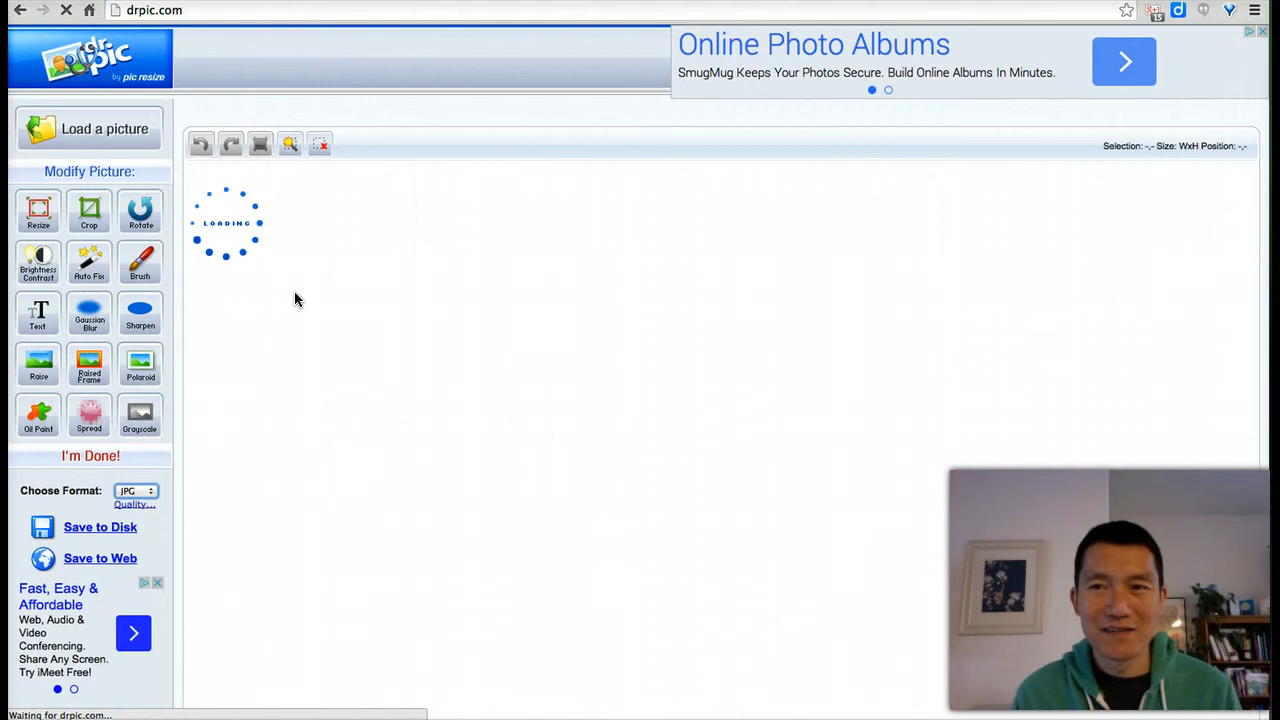 drpic.com
15
dr.
pic
by pic resize
Online Photo Albums
SmugMug Keeps Your Photos Secure. Build Online Albums In Minutes.
Load a picture
Modify Picture:
Selection: -,- Size: WxH Position: -,-
LOADING
Resize
Crop
Rotate
Brightness
Contrast
Auto Fix
Brush
TT
Text
Gaussian
Blur
Sharpen
Raise
Raised
Frame
Polaroid
Oil Paint
Spread
Grayscale
I'm Done!
Choose Format:
JPG
Quality...
Save to Disk
Save to Web
Fast, Easy &
Affordable
Web, Audio &
Video
Conferencing.
Share Any Screen.
Try iMeet Free!
Waiting for drpic.com...